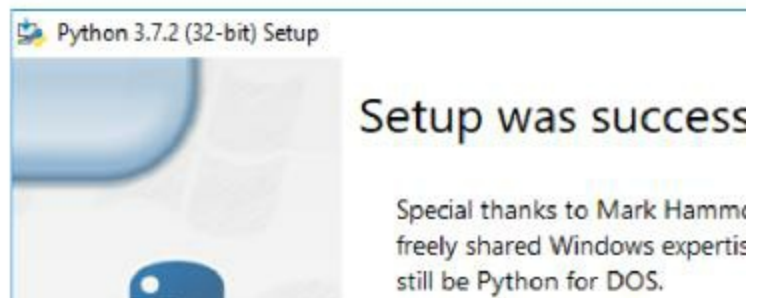 Python 3.7.2 (32-bit) Setup
Setup was success
Special thanks to Mark Hammo
freely shared Windows expertis
still be Python for DOS.